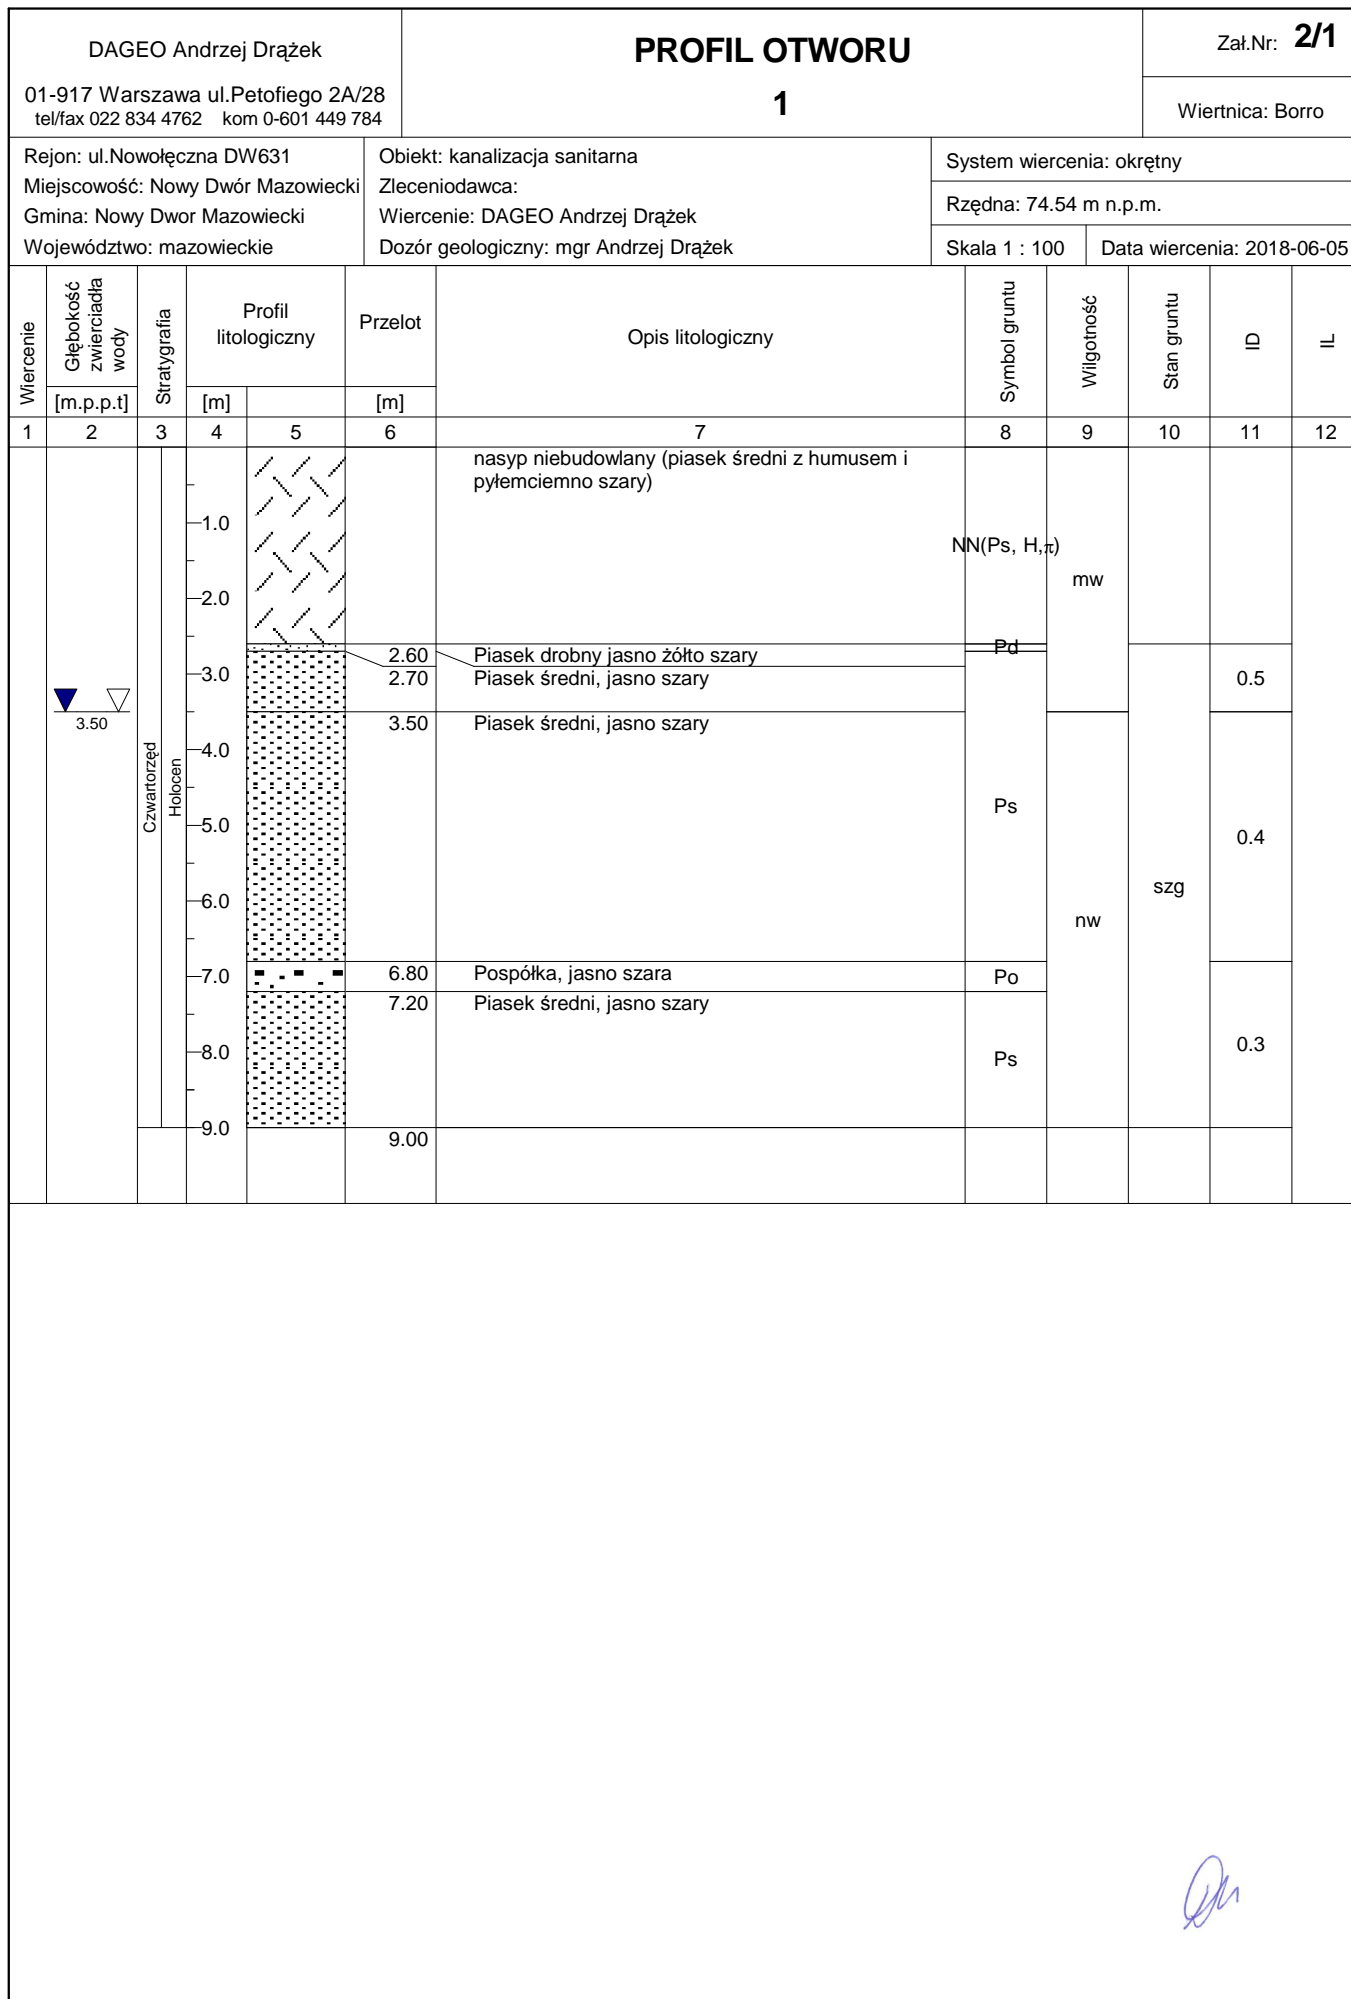 DAGEO Andrzej Drążek
01-917 Warszawa ul.Petofiego 2A/28
tel/fax 022 834 4762 kom 0-601 449 784
PROFIL OTWORU
1
Zał.Nr: 2/1
Wiertnica: Borro
Rejon: ul.Nowołęczna DW631
Miejscowość: Nowy Dwór Mazowiecki
Gmina: Nowy Dwor Mazowiecki
Województwo: mazowieckie
Obiekt: kanalizacja sanitarna
Zleceniodawca:
Wiercenie: DAGEO Andrzej Drążek
Dozór geologiczny: mgr Andrzej Drążek
System wiercenia: okrętny
Rzędna: 74.54 m n.p.m.
Skala 1 : 100 Data wiercenia: 2018-06-05
Wiercenie
Głębokość
zwierciadła
wody
[m.p.p.t]
Stratygrafia
Profil
litologiczny
[m]
Przelot
[m]
Opis litologiczny
Symbol gruntu
Wilgotność
Stan gruntu
ID
IL
1 2 3 4 5 6 7 8 9 10 11 12
nasyp niebudowlany (piasek średni z humusem i
pyłemciemno szary)
1.0
NN(Ps, H,π)
mw
2.0
2.60 Piasek drobny jasno żółto szary Pd
3.0 2.70 Piasek średni, jasno szary 0.5
3.50 3.50 Piasek średni, jasno szary
4.0
Czwartorzęd
Holocen
Ps
5.0
0.4
6.0
szg
nw
7.0 6.80 Pospółka, jasno szara Po
7.20 Piasek średni, jasno szary
8.0 Ps 0.3
9.0
9.00